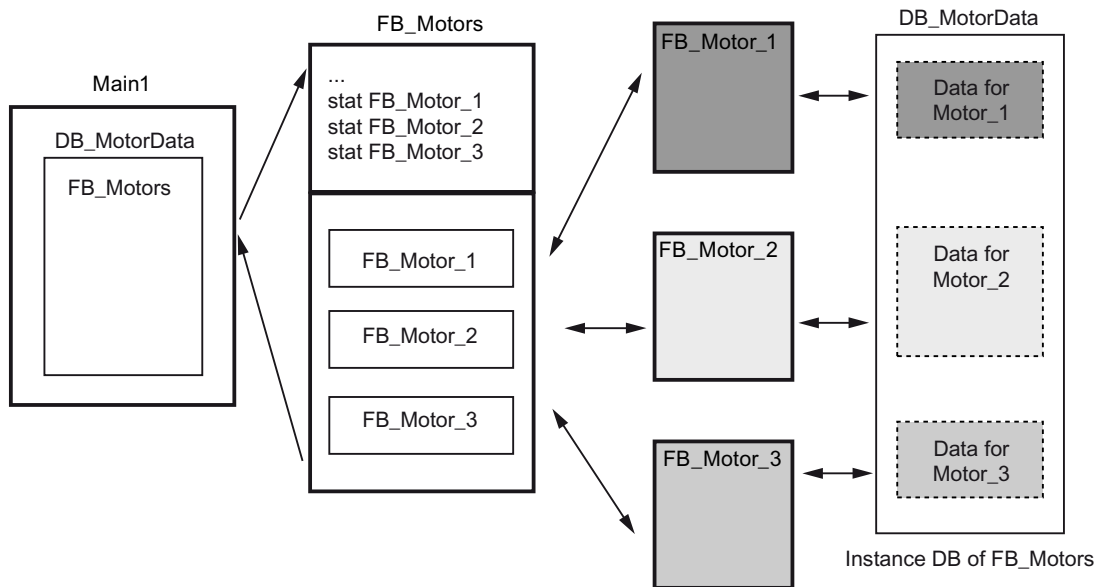 Main1
DB_MotorData
FB_Motors
FB_Motors
...
stat FB_Motor_1
stat FB_Motor_2
stat FB_Motor_3
FB_Motor_1
FB_Motor_2
FB_Motor_3
FB_Motor_1
FB_Motor_2
FB_Motor_3
DB_MotorData
Data for
Motor_1
Data for
Motor_2
Data for
Motor_3
Instance DB of FB_Motors